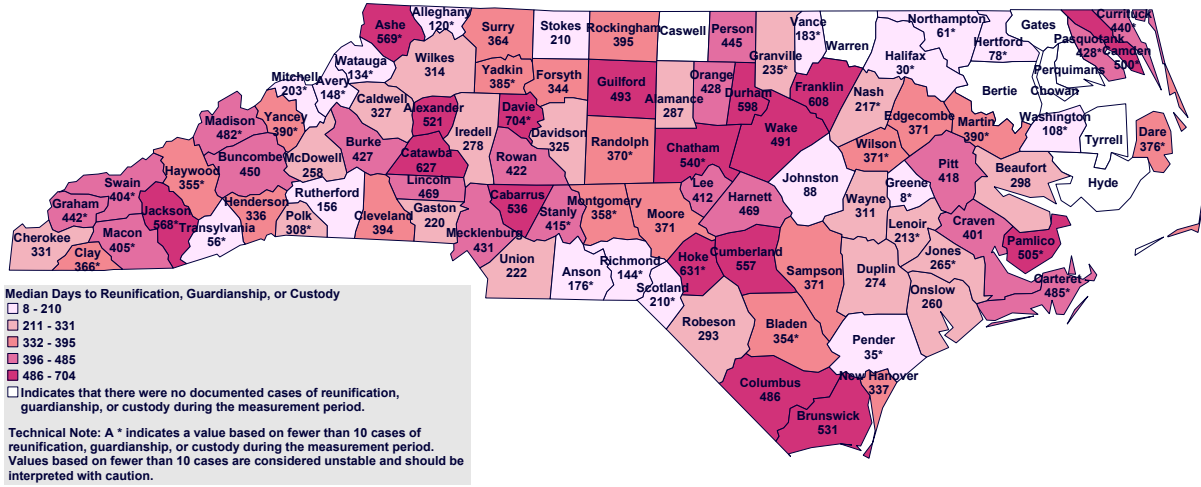 Ashe
569*
Alleghany
120*
Surry
364
Stokes
210
Rockingham
395
Caswell
Person
445
Vance
183*
Granville
235*
Warren
Northampton
61*
Halifax
30*
Hertford
78*
Gates
Currituck
440*
Pasquotank
428*
Camden
500*
Perquimans
Chowan
Bertie
Watauga
134*
Wilkes
314
Yadkin
385*
Forsyth
344
Guilford
493
Alamance
287
Orange
428
Durham
598
Franklin
608
Nash
217*
Edgecombe
371
Martin
390*
Washington
108*
Tyrrell
Dare
376*
Mitchell
203*
Avery
148*
Caldwell
327
Alexander
521
Iredell
278
Davie
704*
Davidson
325
Randolph
370*
Chatham
540*
Wake
491
Wilson
371*
Pitt
418
Beaufort
298
Hyde
Madison
482*
Yancey
390*
Buncombe
450
McDowell
258
Burke
427
Catawba
627
Lincoln
469
Rowan
422
Cabarrus
536
Stanly
415*
Montgomery
358*
Moore
371
Lee
412
Harnett
469
Johnston
88
Wayne
311
Greene
8*
Lenoir
213*
Craven
401
Pamlico
505*
Jones
265*
Carteret
485*
Haywood
355*
Swain
404*
Graham
442*
Jackson
568*
Macon
405*
Cherokee
331
Clay
366*
Transylvania
56*
Henderson
336
Polk
308*
Rutherford
156
Cleveland
394
Gaston
220
Mecklenburg
431
Union
222
Anson
176*
Richmond
144*
Scotland
210*
Hoke
631*
Cumberland
557
Sampson
371
Duplin
274
Onslow
260
Robeson
293
Bladen
354*
Pender
35*
Columbus
486
New Hanover
337
Brunswick
531
Median Days to Reunification, Guardianship, or Custody
8 - 210
211 - 331
332 - 395
396 - 485
486 - 704
Indicates that there were no documented cases of reunification,
guardianship, or custody during the measurement period.
Technical Note: A * indicates a value based on fewer than 10 cases of
reunification, guardianship, or custody during the measurement period.
Values based on fewer than 10 cases are considered unstable and should be
interpreted with caution.